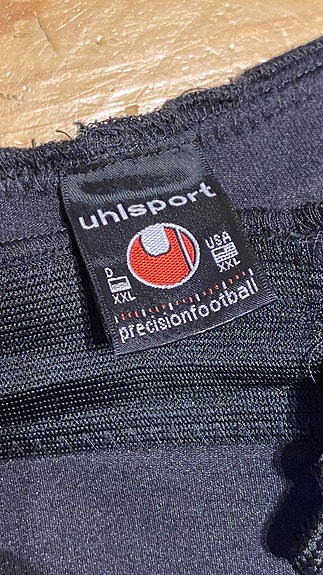 uhlsport
D USA
XXL XXL
precisionfootball